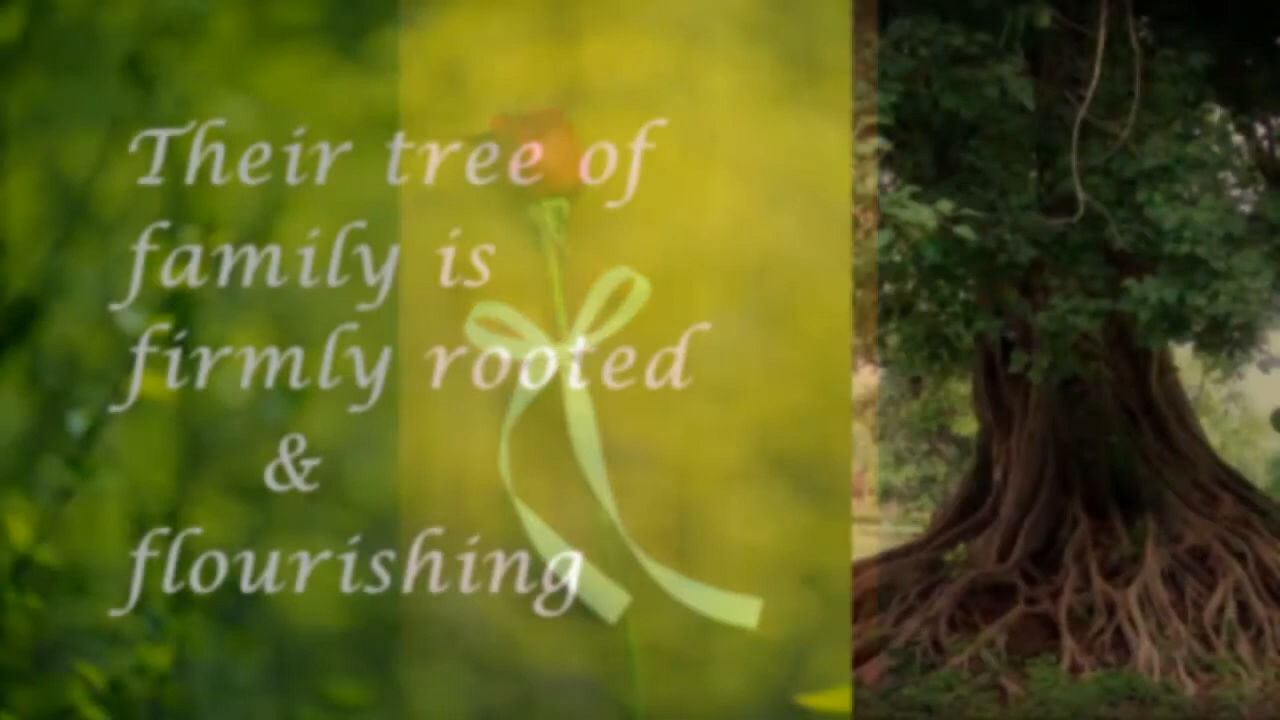 Their tree of
family is
firmly rooted
&
flourishing